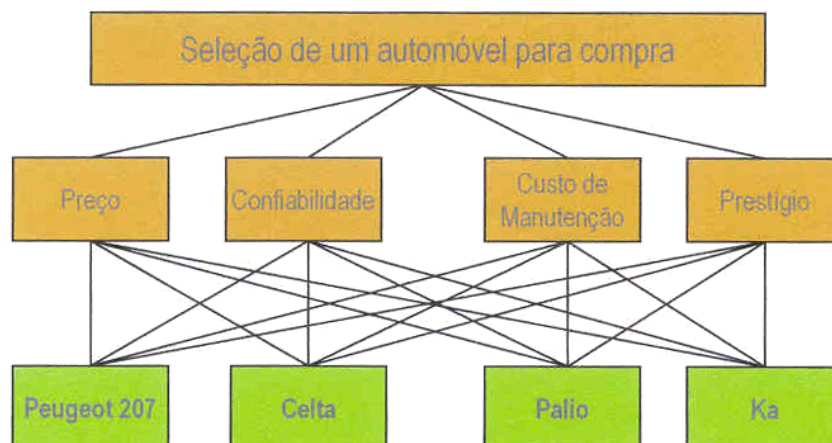 Seleção de um automóvel para compra
Preço
Confiabilidade
Custo de
Manutenção
Prestígio
Peugeot 207
Celta
Palio
Ka